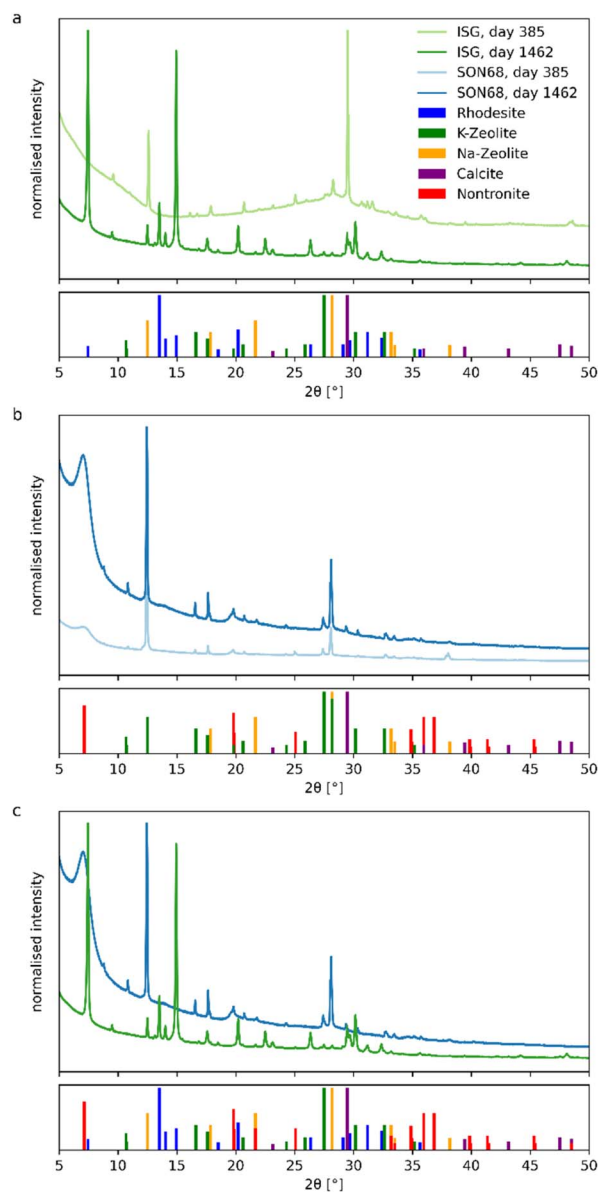 a
normalised intensity
ISG, day 385
ISG, day 1462
SON68, day 385
SON68, day 1462
Rhodesite
K-Zeolite
Na-Zeolite
Calcite
Nontronite
5 10 15 20 25 30 35 40 45 50
2θ [°]
b
normalised intensity
5 10 15 20 25 30 35 40 45 50
2θ [°]
c
normalised intensity
5 10 15 20 25 30 35 40 45 50
2θ [°]